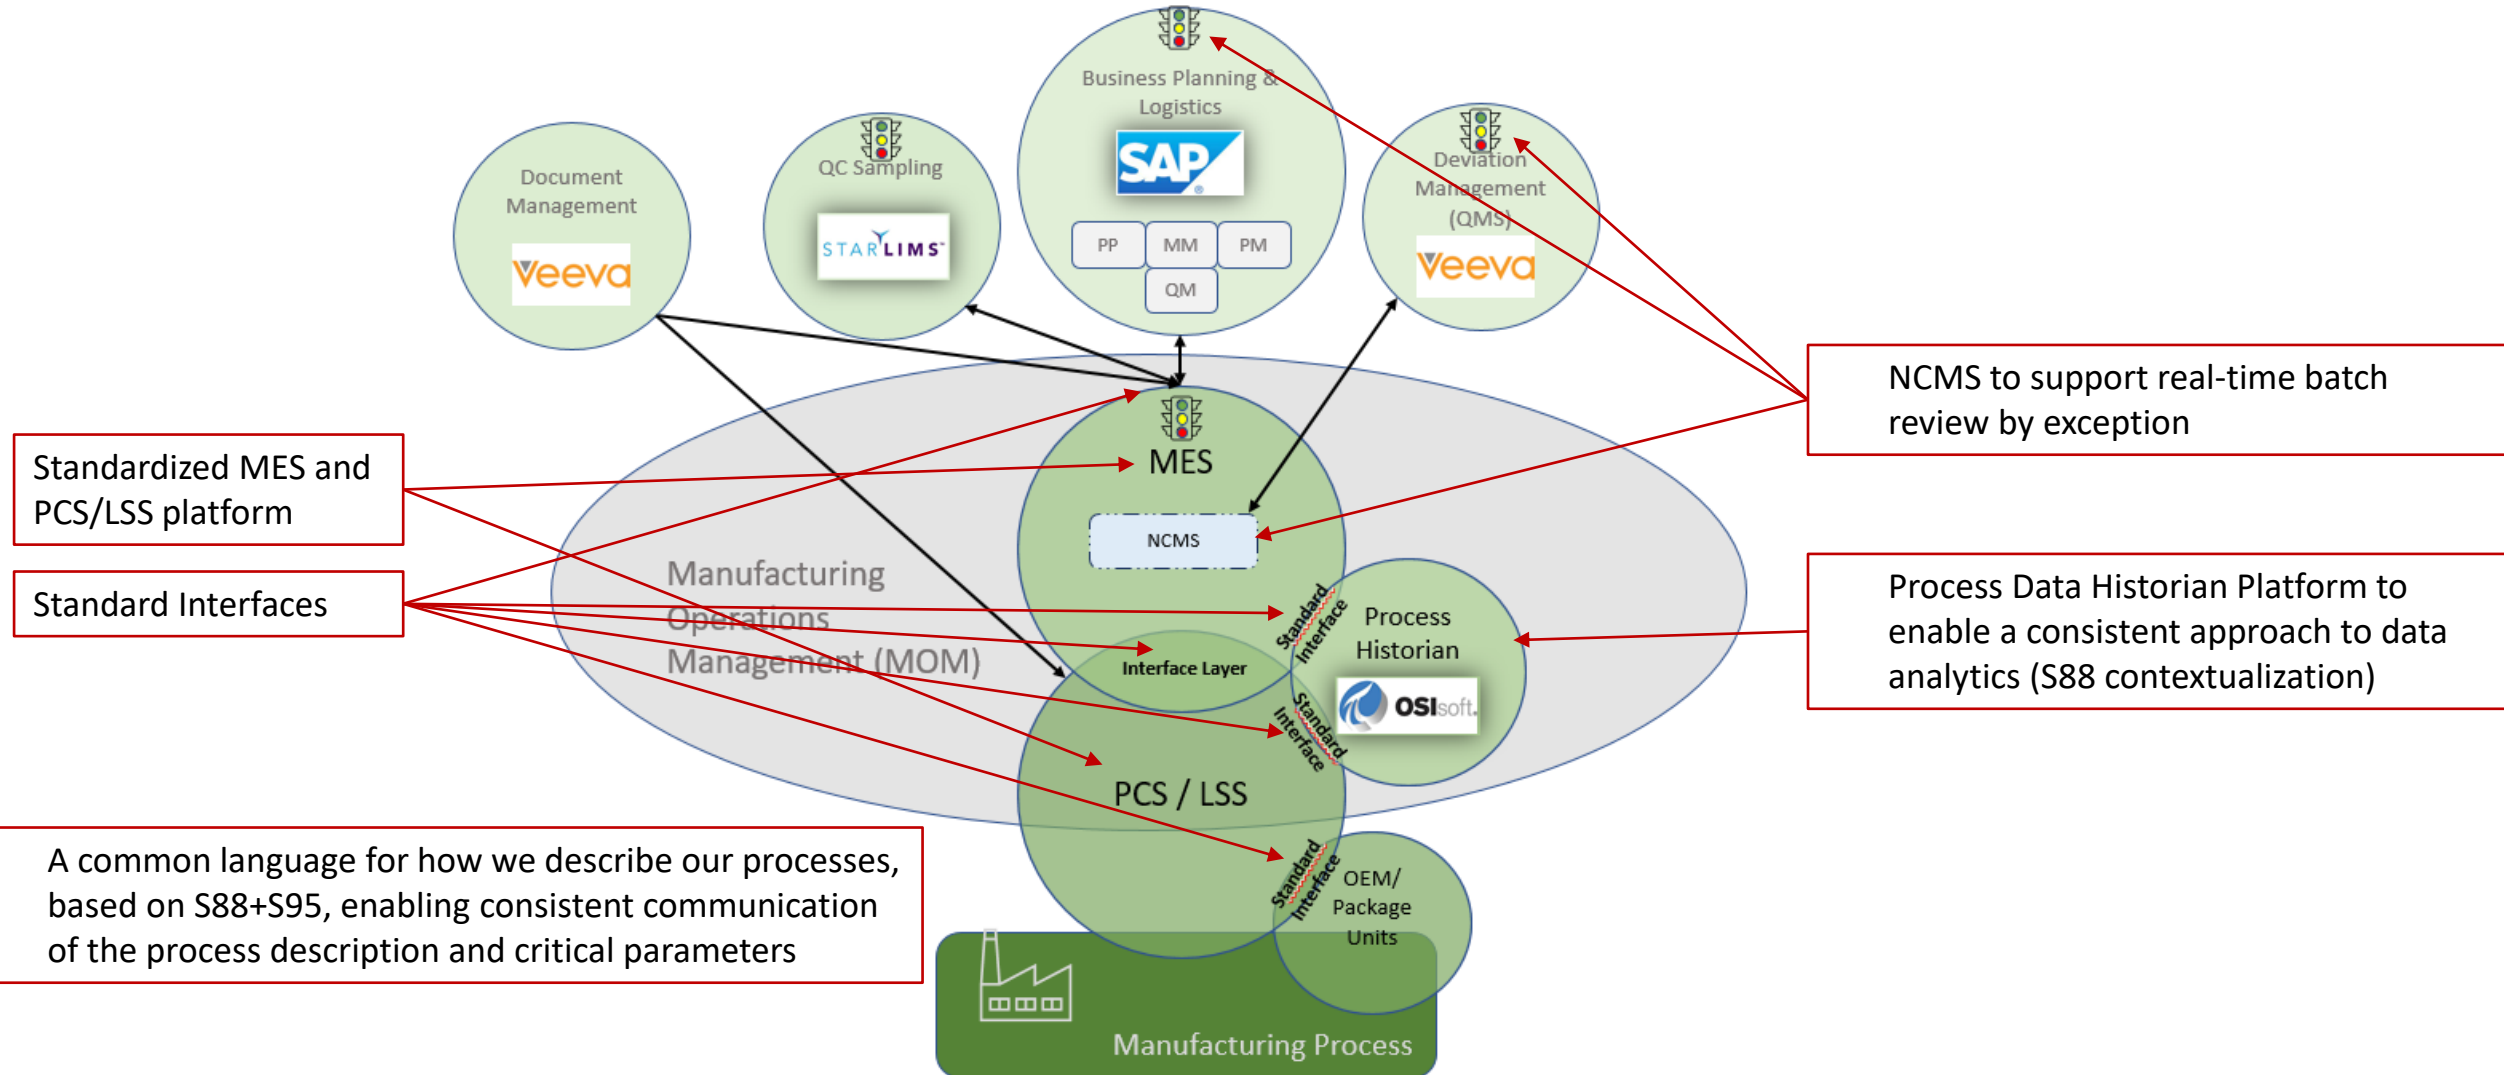 Business Planning &
Logistics
SAP
®
PP
MM
PM
QM
Document
Management
Veeva
QC Sampling
STARLIMS™
Deviation
Management
(QMS)
Veeva
NCMS to support real-time batch
review by exception
Standardized MES and
PCS/LSS platform
Standard Interfaces
MES
NCMS
Manufacturing
Operations
Management (MOM)
Interface Layer
Standard
Interface
Process
Historian
OSIsoft.
Standard
Interface
Process Data Historian Platform to
enable a consistent approach to data
analytics (S88 contextualization)
PCS / LSS
A common language for how we describe our processes,
based on S88+S95, enabling consistent communication
of the process description and critical parameters
Standard
Interface
OEM/
Package
Units
Manufacturing Process